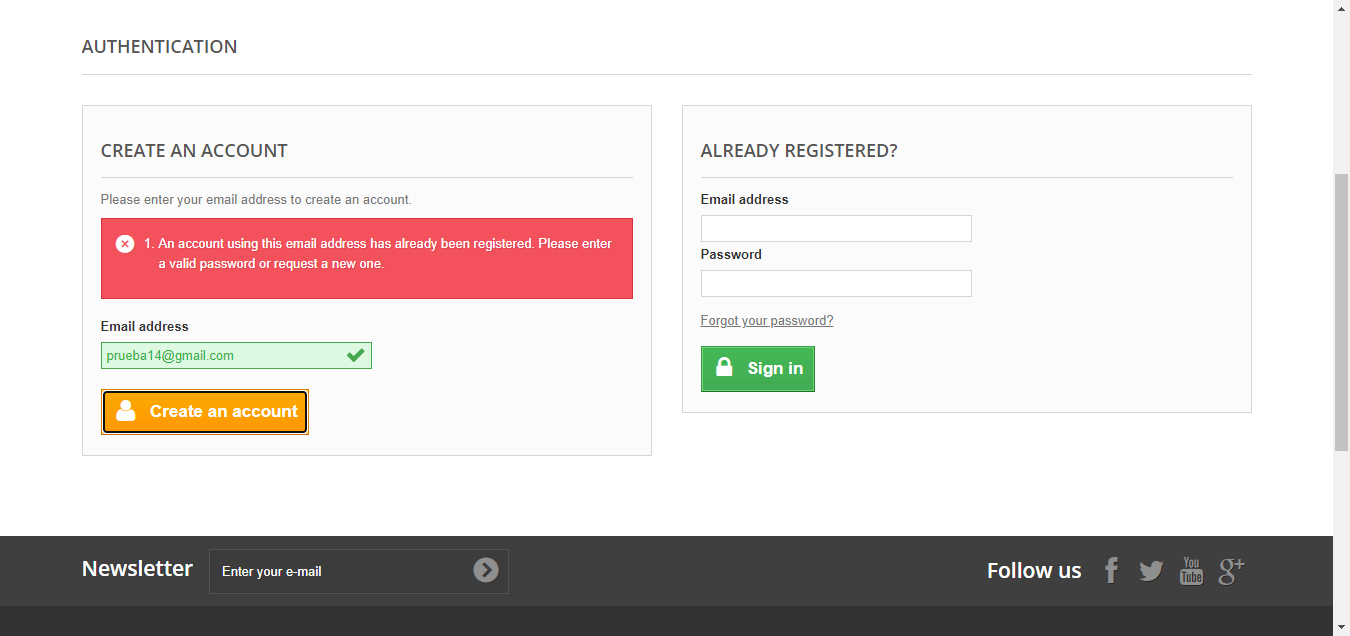 AUTHENTICATION
CREATE AN ACCOUNT
Please enter your email address to create an account.
1. An account using this email address has already been registered. Please enter
a valid password or request a new one.
Email address
prueba14@gmail.com
Create an account
ALREADY REGISTERED?
Email address
Password
Forgot your password?
Sign in
Newsletter
Enter your e-mail
Follow us
f
You
Tube
g+